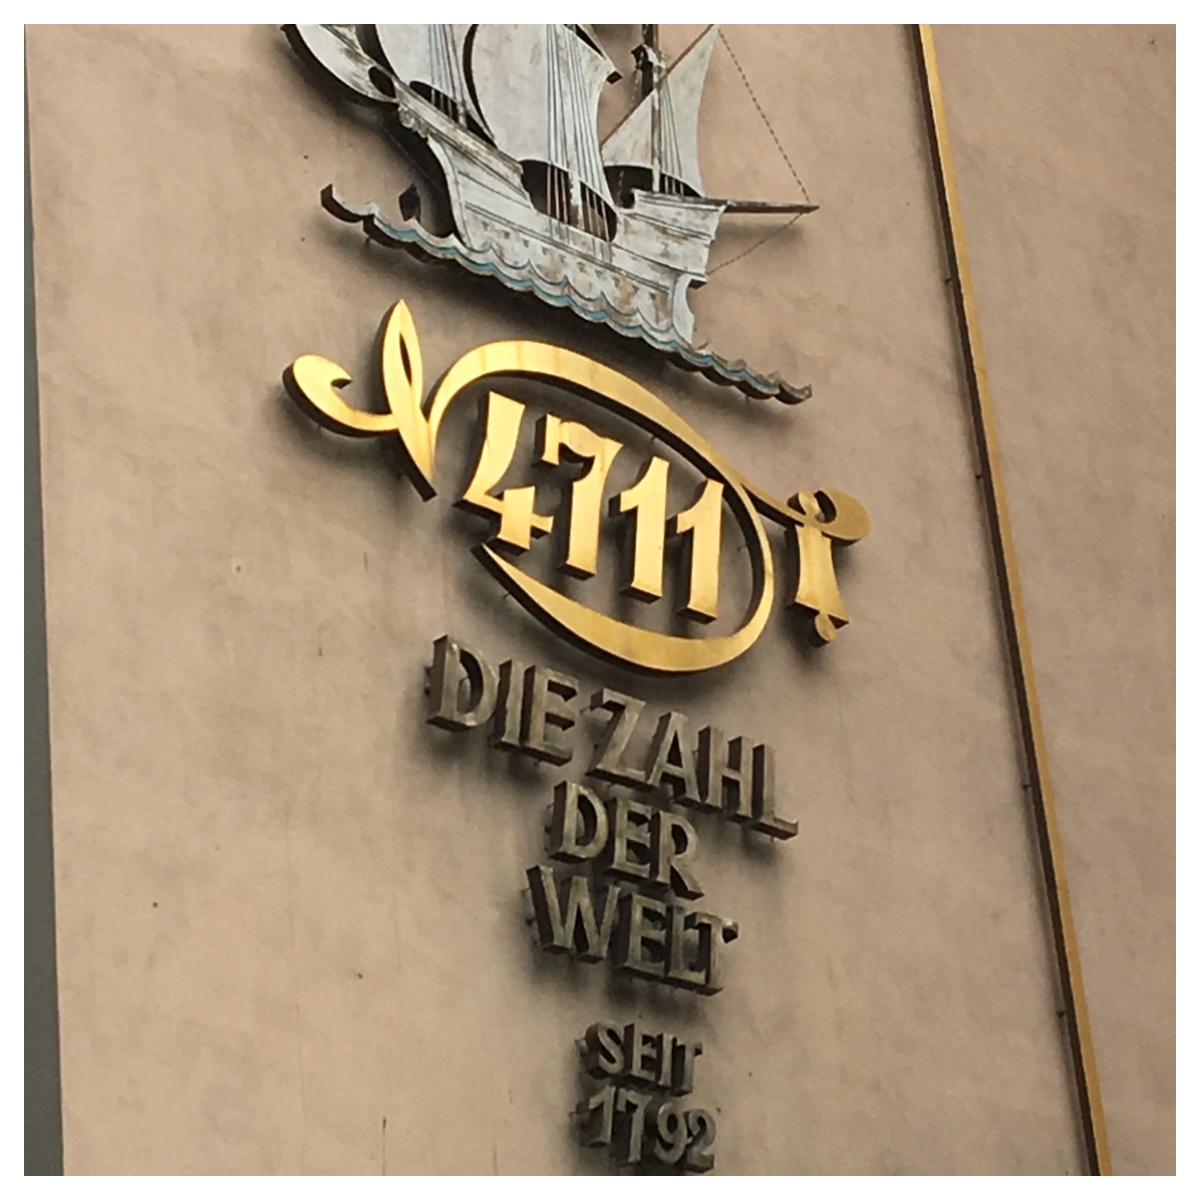 4711
DIE ZAHL
DER
WELT
SEIT
1792